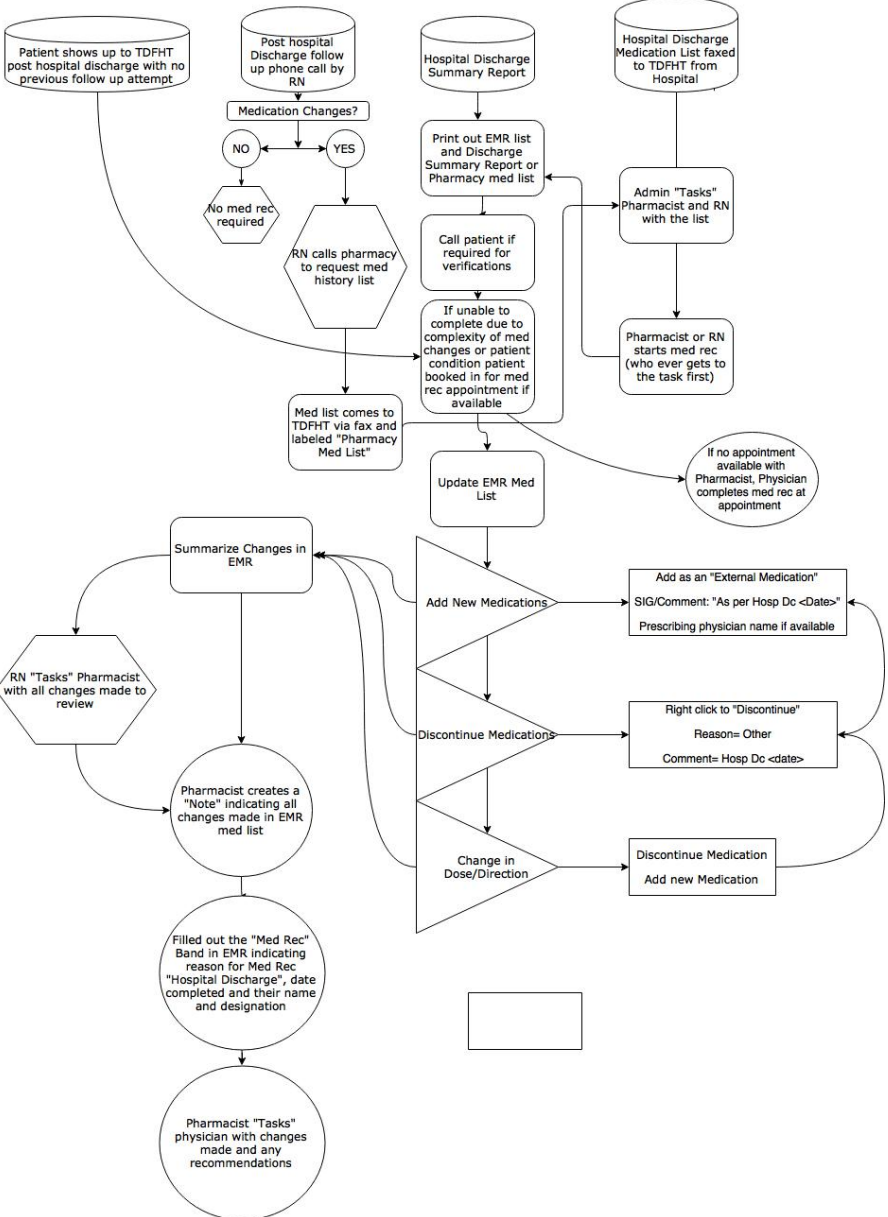 Patient shows up to TDFHT
post hospital discharge with no
previous follow up attempt
Post hospital
Discharge follow
up phone call by
RN
Hospital Discharge
Summary Report
Hospital Discharge
Medication List faxed
to TDFHT from
Hospital
Medication Changes?
NO
YES
No med rec
required
RN calls pharmacy
to request med
history list
Print out EMR list
and Discharge
Summary Report or
Pharmacy med list
Call patient if
required for
verifications
If unable to
complete due to
complexity of med
changes or patient
condition patient
booked in for med
rec appointment if
available
Admin "Tasks"
Pharmacist and RN
with the list
Pharmacist or RN
starts med rec
(who ever gets to
the task first)
Med list comes to
TDFHT via fax and
labeled "Pharmacy
Med List"
If no appointment
available with
Pharmacist, Physician
completes med rec at
appointment
Update EMR Med
List
Summarize Changes in
EMR
Add New Medications
Add as an "External Medication"
SIG/Comment: "As per Hosp Dc <Date>"
Prescribing physician name if available
RN "Tasks" Pharmacist
with all changes made to
review
Discontinue Medications
Right click to "Discontinue"
Reason= Other
Comment= Hosp Dc <date>
Pharmacist creates a
"Note" indicating all
changes made in EMR
med list
Change in
Dose/Direction
Discontinue Medication
Add new Medication
Filled out the "Med Rec"
Band in EMR indicating
reason for Med Rec
"Hospital Discharge", date
completed and their name
and designation
Pharmacist "Tasks"
physician with changes
made and any
recommendations